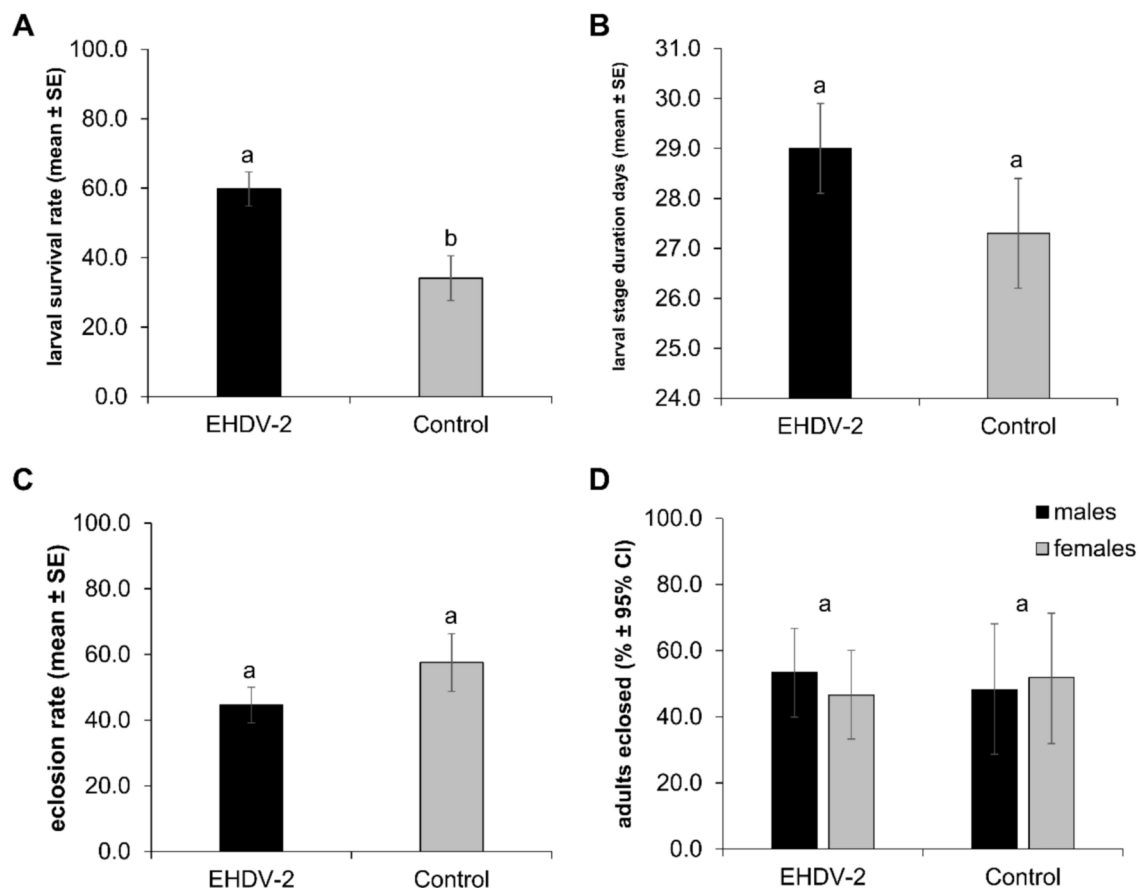 A
larval survival rate (mean ± SE)
100.0
80.0
60.0
40.0
20.0
0.0
a
b
EHDV-2
Control
B
larval stage duration days (mean ± SE)
31.0
30.0
29.0
28.0
27.0
26.0
25.0
24.0
a
a
EHDV-2
Control
C
eclosion rate (mean ± SE)
100.0
80.0
60.0
40.0
20.0
0.0
a
a
EHDV-2
Control
D
adults eclosed (% ± 95% CI)
100.0
80.0
60.0
40.0
20.0
0.0
males
females
a
a
EHDV-2
Control